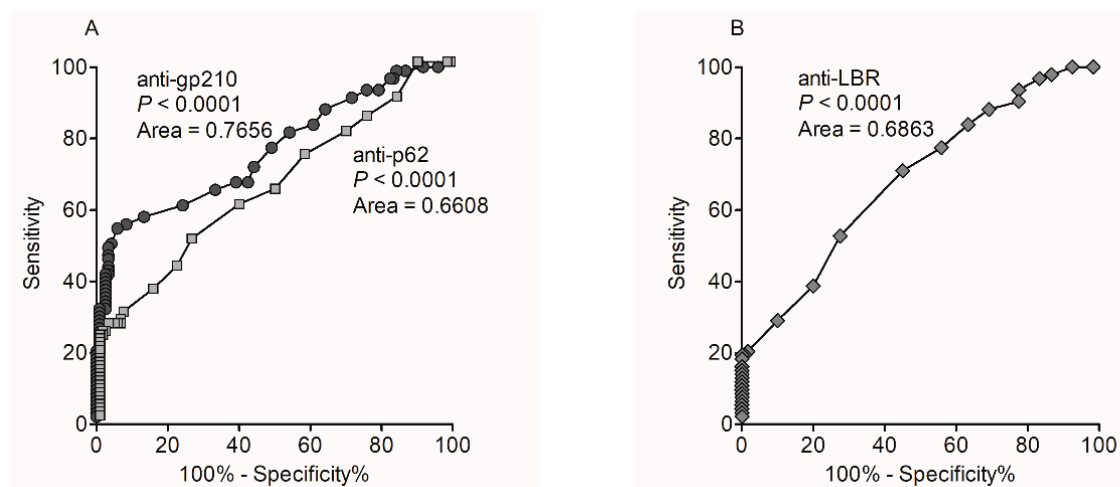 A
anti-gp210
P < 0.0001
Area = 0.7656
anti-p62
P < 0.0001
Area = 0.6608
100
80
60
40
20
0
Sensitivity
0 20 40 60 80 100
100% - Specificity%
B
anti-LBR
P < 0.0001
Area = 0.6863
100
80
60
40
20
0
Sensitivity
0 20 40 60 80 100
100% - Specificity%